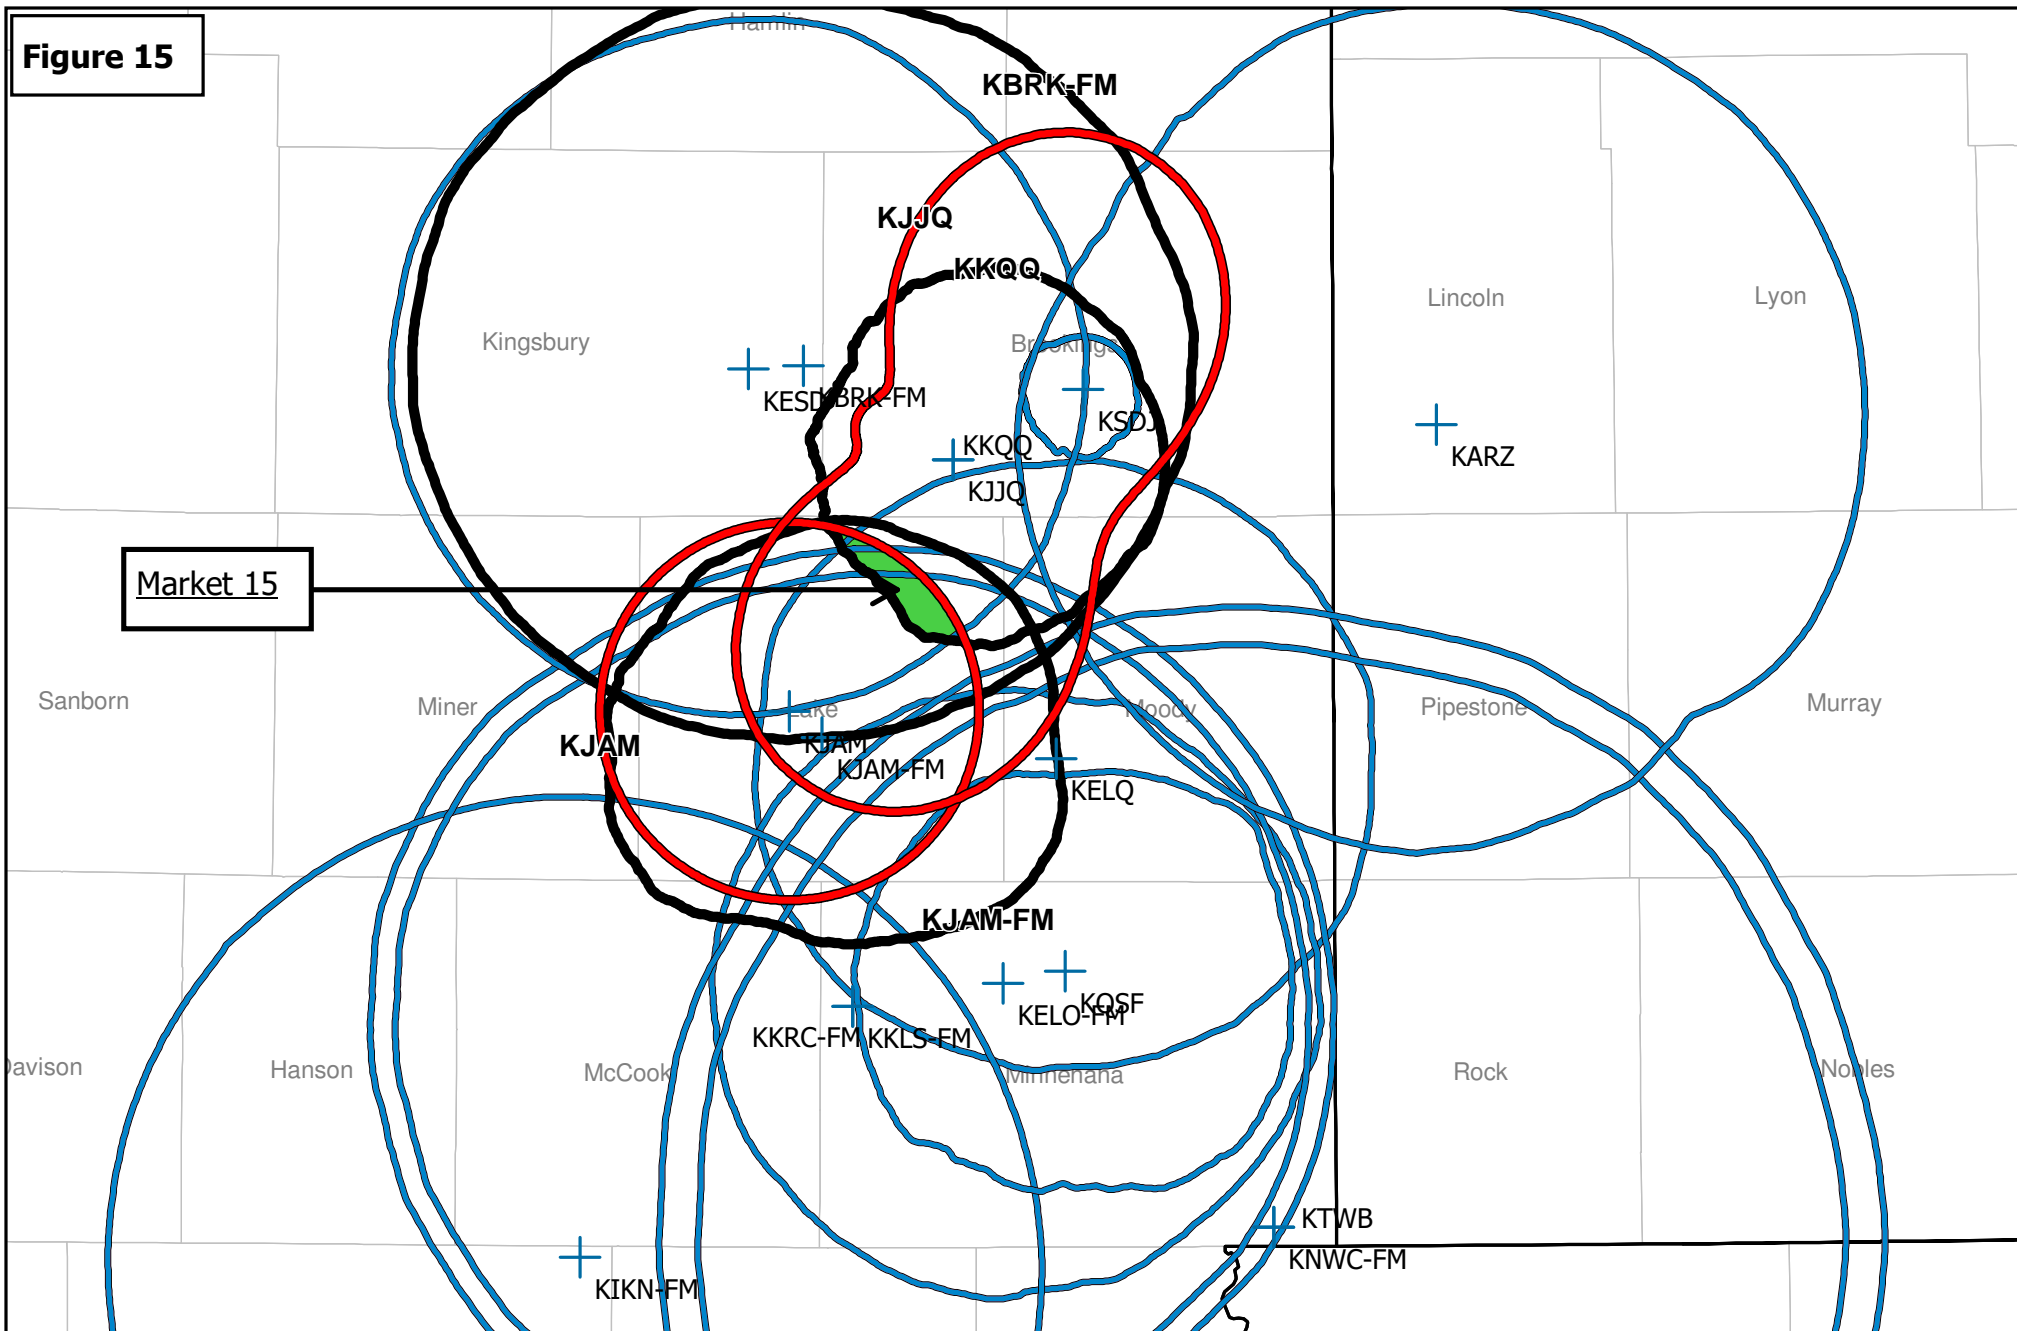 Hamlin
Figure 15
KBRK-FM
KJJQ
KKQQ
Lincoln
Lyon
Kingsbury
Brookings
KESD
KBRK-FM
KSDJ
KKQQ
KARZ
KJJQ
Market 15
Sanborn
Miner
Lake
Moody
Pipestone
Murray
KJAM
KJAM
KJAM-FM
KELQ
KJAM-FM
KQSF
KELO-FM
KKRC-FM
KKLS-FM
Davison
Hanson
McCook
Minnehaha
Rock
Nobles
KTWB
KNWC-FM
KIKN-FM